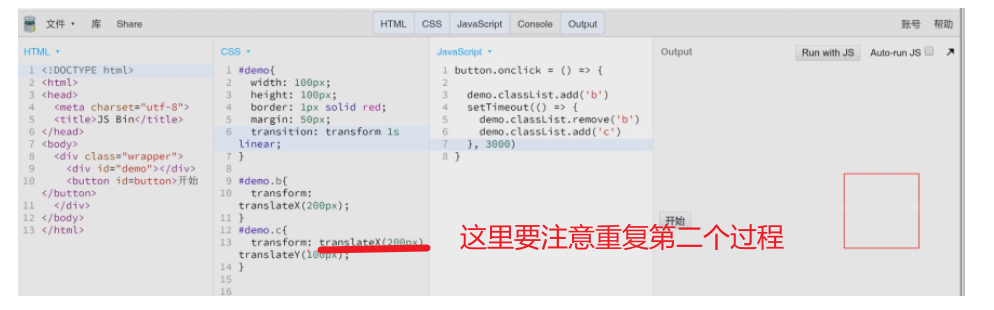 文件 库 Share HTML CSS JavaScript Console Output 账号 帮助
HTML
1 <!DOCTYPE html>
2 <html>
3 <head>
4 <meta charset="utf-8">
5 <title>JS Bin</title>
6 </head>
7 <body>
8 <div class="wrapper">
9 <div id="demo"></div>
10 <button id=button>开始
</button>
11 </div>
12 </body>
13 </html>
CSS
1 #demo{
2 width: 100px;
3 height: 100px;
4 border: 1px solid red;
5 margin: 50px;
6 transition: transform 1s
linear;
7 }
8
9 #demo.b{
10 transform:
translateX(200px);
11 }
12 #demo.c{
13 transform: translateX(200px)
translateY(100px);
14 }
15
16
JavaScript
1 button.onclick = () => {
2
3 demo.classList.add('b')
4 setTimeout(() => {
5 demo.classList.remove('b')
6 demo.classList.add('c')
7 }, 3000)
8 }
Output Run with JS Auto-run JS
开始
这里要注意重复第二个过程